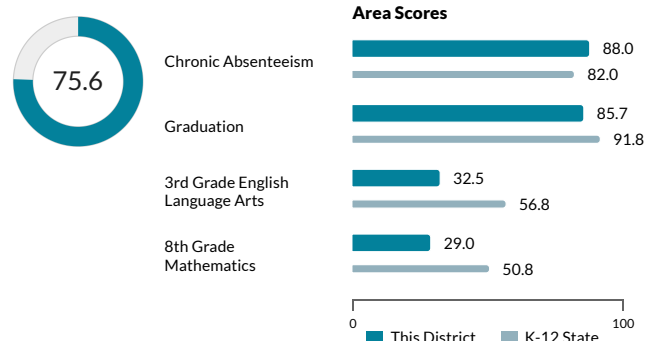 Area Scores
75.6
Chronic Absenteeism
88.0
82.0
Graduation
85.7
91.8
3rd Grade English
Language Arts
32.5
56.8
8th Grade
Mathematics
29.0
50.8
0
100
This District
K-12 State